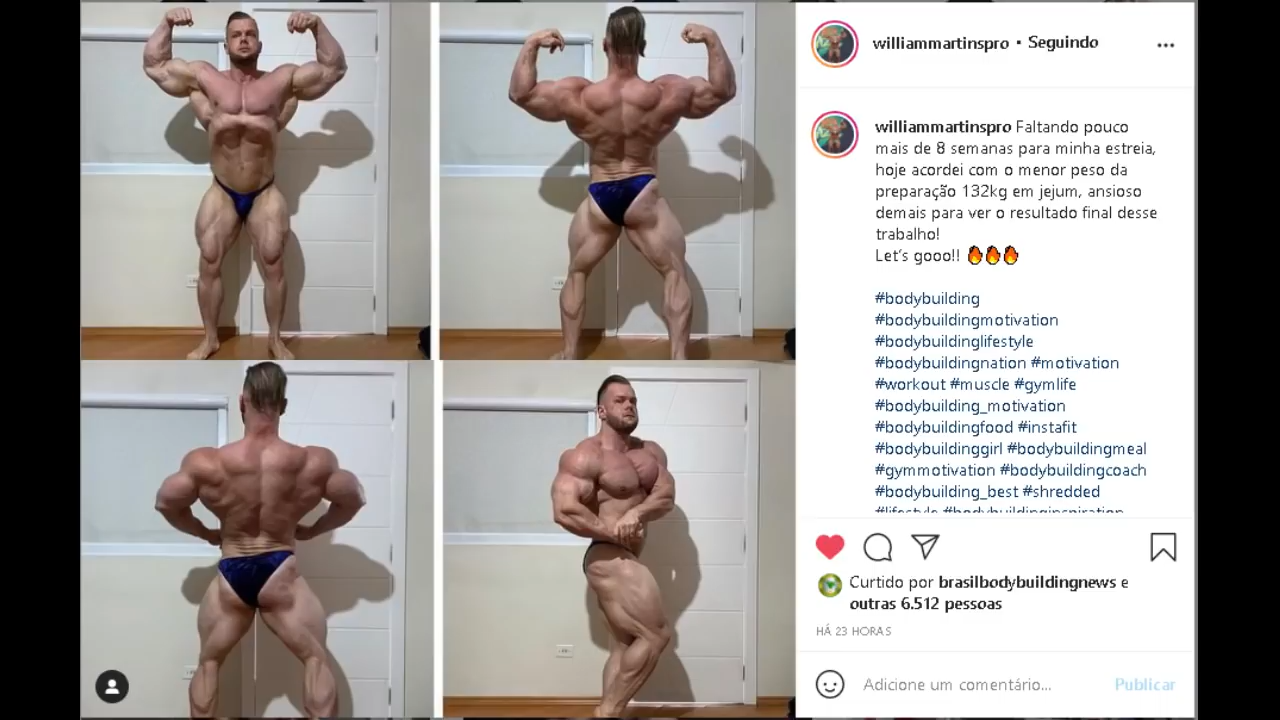 williammartinspro • Seguindo
williammartinspro Faltando pouco
mais de 8 semanas para minha estreia,
hoje acordei com o menor peso da
preparação 132kg em jejum, ansioso
demais para ver o resultado final desse
trabalho!
Let's gooo!! 🔥🔥🔥
#bodybuilding
#bodybuildingmotivation
#bodybuildinglifestyle
#bodybuildingnation #motivation
#workout #muscle #gymlife
#bodybuilding_motivation
#bodybuildingfood #instafit
#bodybuildinggirl #bodybuildingmeal
#gymmotivation #bodybuildingcoach
#bodybuilding_best #shredded
#lifestyle #bodybuildinginspiration
Curtido por brasilbodybuildingnews e
outras 6.512 pessoas
HÁ 23 HORAS
Adicione um comentário... Publicar